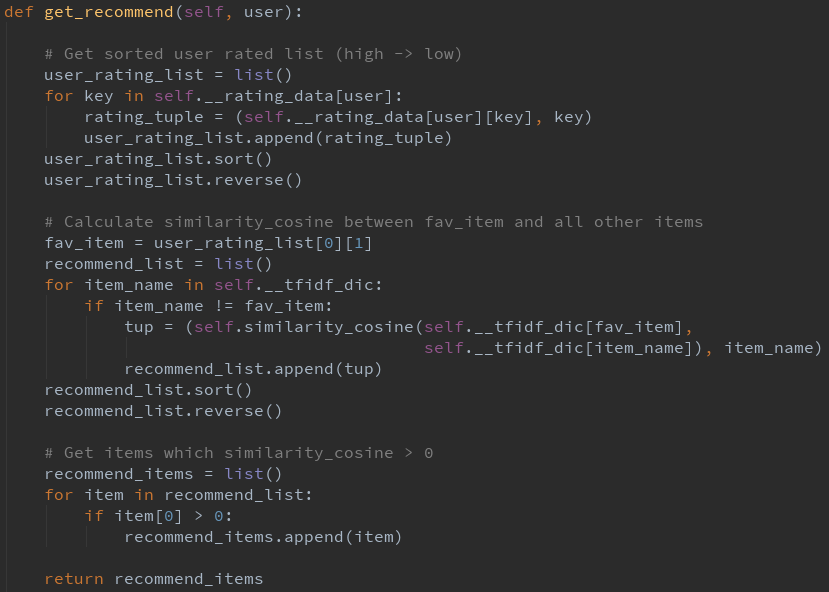 def get_recommend(self, user):

    # Get sorted user rated list (high -> low)
    user_rating_list = list()
    for key in self.__rating_data[user]:
        rating_tuple = (self.__rating_data[user][key], key)
        user_rating_list.append(rating_tuple)
    user_rating_list.sort()
    user_rating_list.reverse()

    # Calculate similarity_cosine between fav_item and all other items
    fav_item = user_rating_list[0][1]
    recommend_list = list()
    for item_name in self.__tfidf_dic:
        if item_name != fav_item:
            tup = (self.similarity_cosine(self.__tfidf_dic[fav_item],
                                          self.__tfidf_dic[item_name]), item_name)
            recommend_list.append(tup)
    recommend_list.sort()
    recommend_list.reverse()

    # Get items which similarity_cosine > 0
    recommend_items = list()
    for item in recommend_list:
        if item[0] > 0:
            recommend_items.append(item)

    return recommend_items